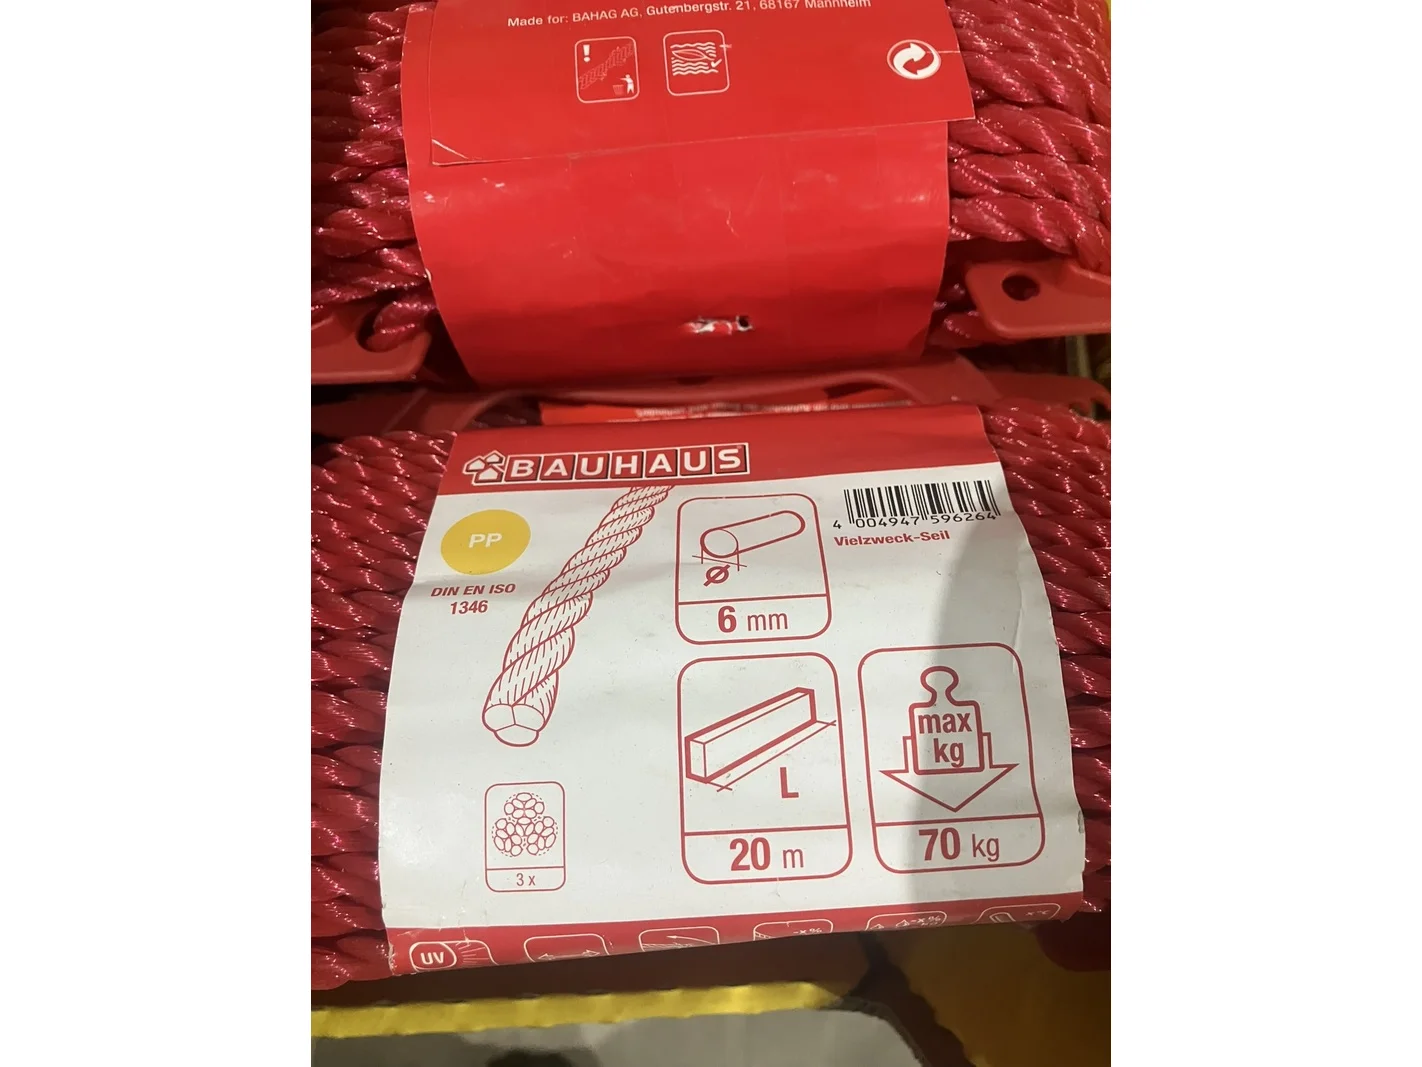 Made for: BAHAG AG, Gutenbergstr. 21, 68167 Mannheim
BAUHAUS
4 004947 596264
Vielzweck-Seil
PP
DIN EN ISO
1346
6 mm
max
kg
L
20 m
70 kg
3 x
UV